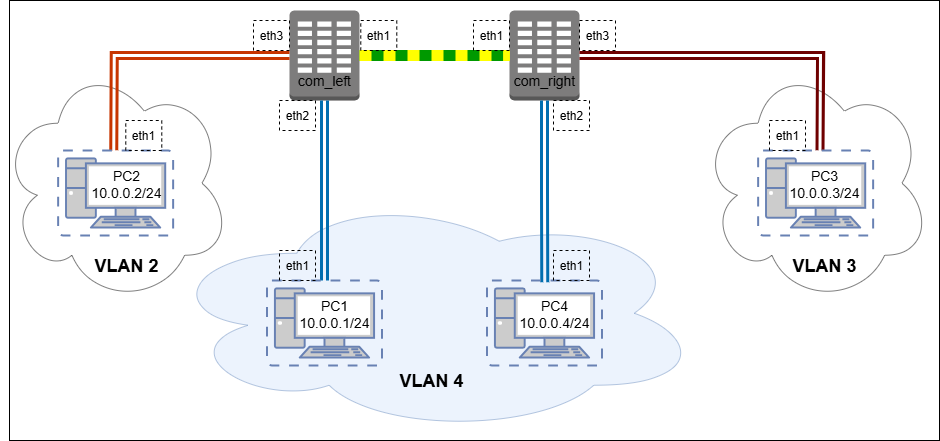 eth3
eth1
eth1
eth3
com_left
com_right
eth2
eth2
eth1
eth1
PC2
10.0.0.2/24
PC3
10.0.0.3/24
VLAN 2
VLAN 3
eth1
eth1
PC1
10.0.0.1/24
PC4
10.0.0.4/24
VLAN 4